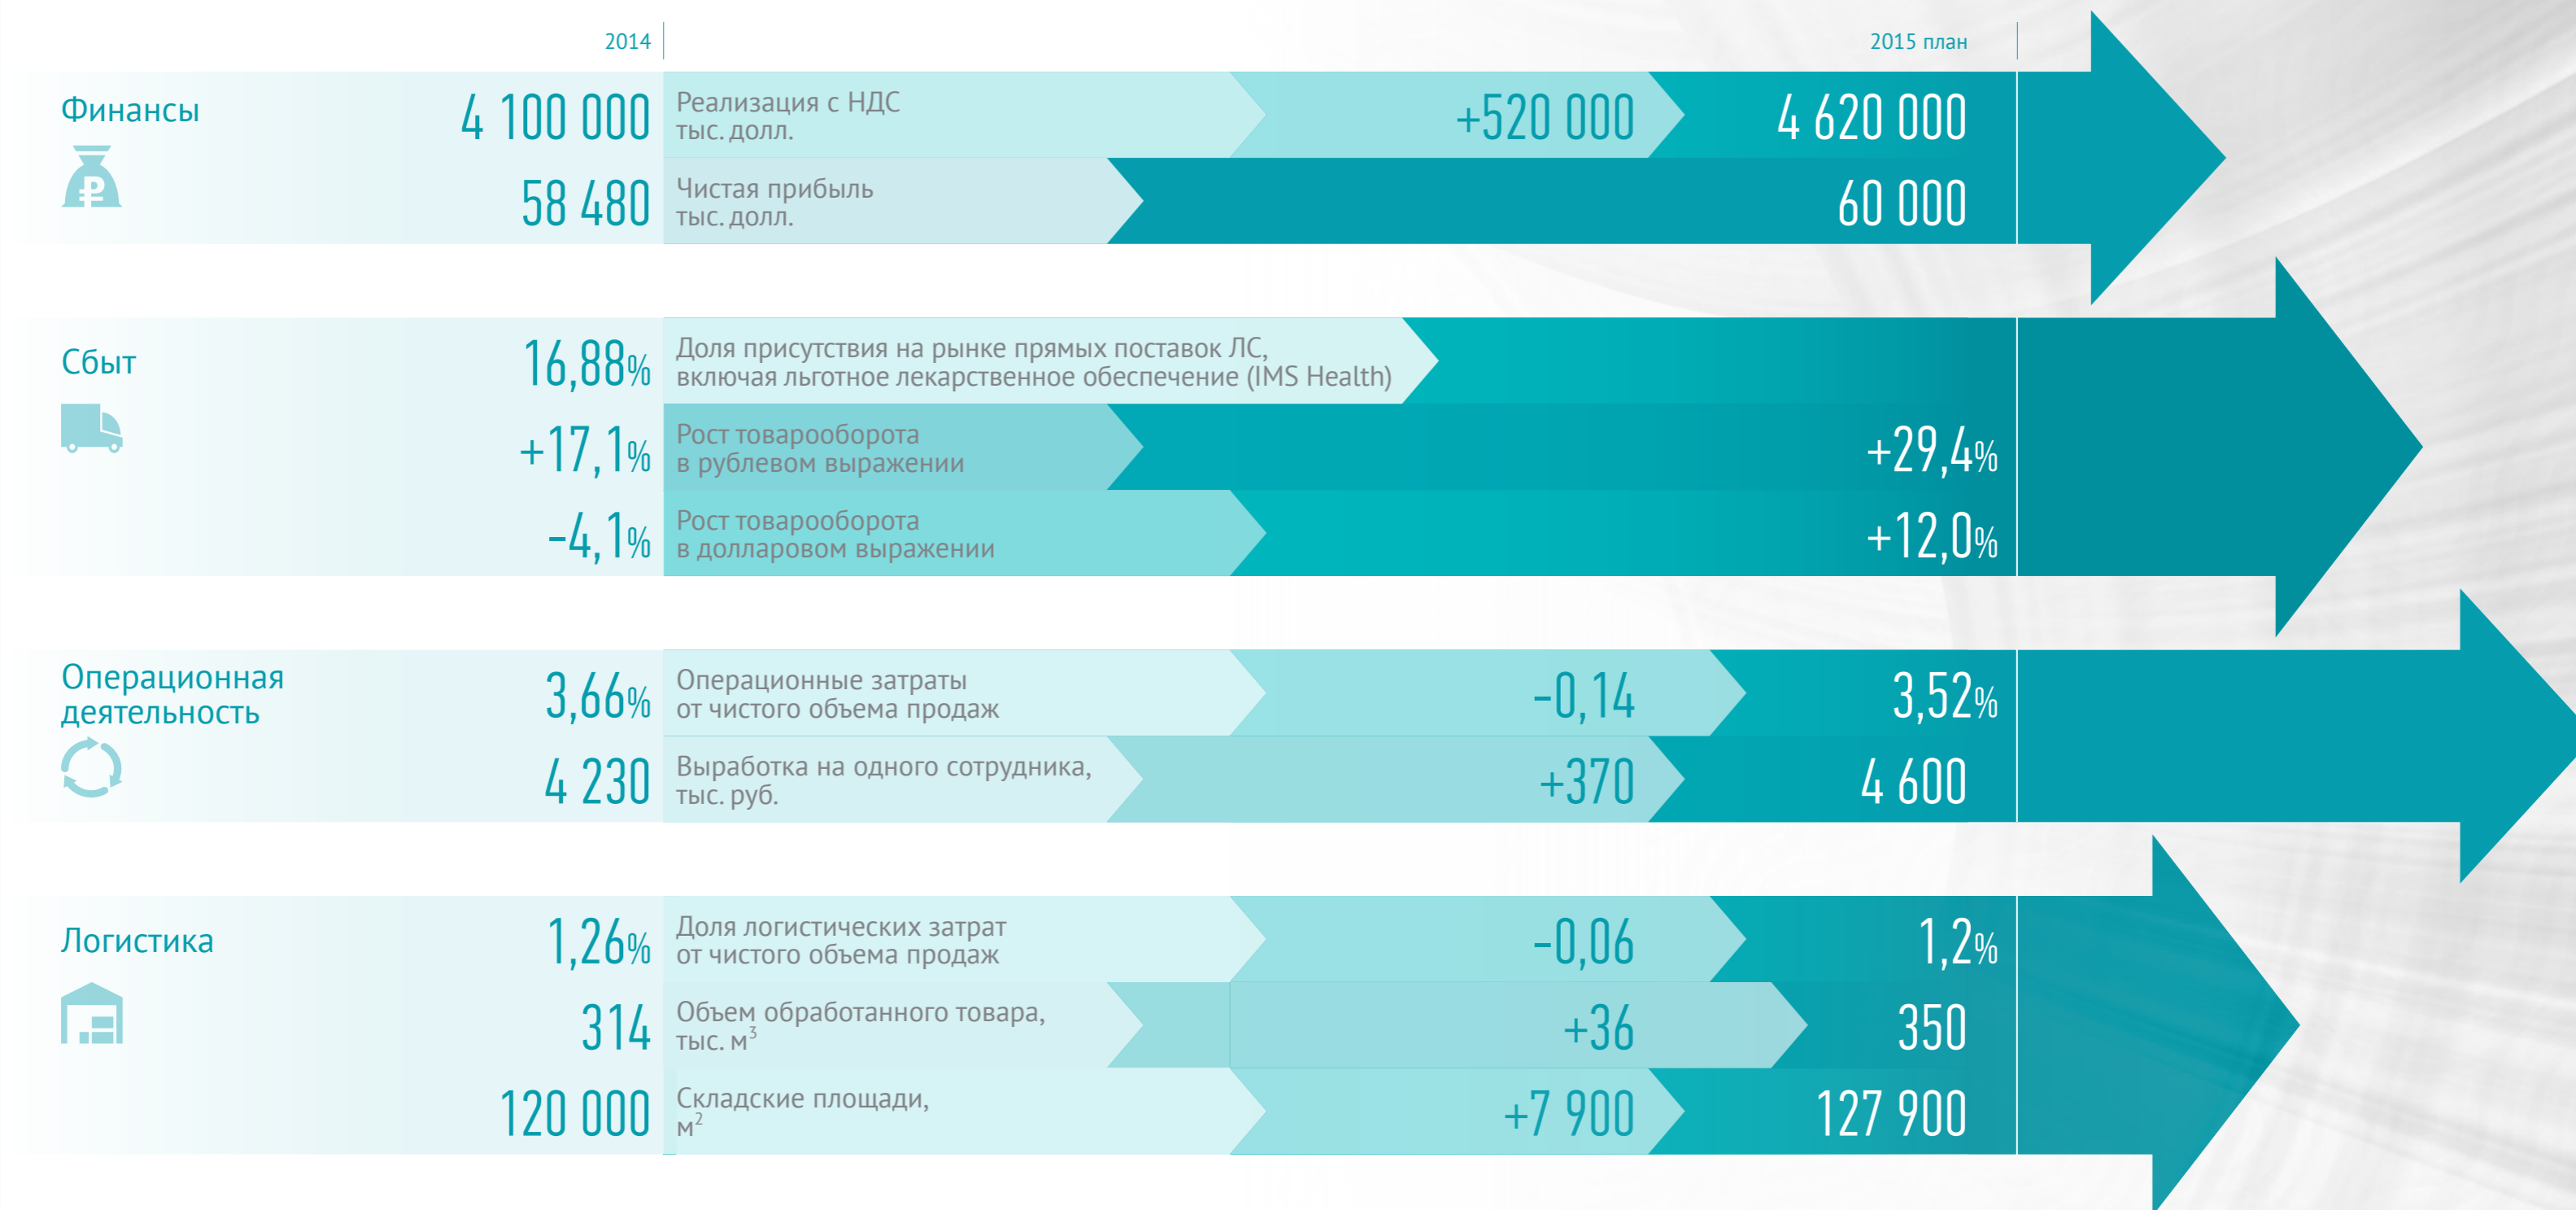 2014
2015 план
Финансы
4 100 000
Реализация с НДС
тыс. долл.
+520 000
4 620 000
58 480
Чистая прибыль
тыс. долл.
60 000
Сбыт
16,88%
Доля присутствия на рынке прямых поставок ЛС,
включая льготное лекарственное обеспечение (IMS Health)
+17,1%
Рост товарооборота
в рублевом выражении
+29,4%
-4,1%
Рост товарооборота
в долларовом выражении
+12,0%
Операционная
деятельность
3,66%
Операционные затраты
от чистого объема продаж
-0,14
3,52%
4 230
Выработка на одного сотрудника,
тыс. руб.
+370
4 600
Логистика
1,26%
Доля логистических затрат
от чистого объема продаж
-0,06
1,2%
314
Объем обработанного товара,
тыс. м³
+36
350
120 000
Складские площади,
м²
+7 900
127 900